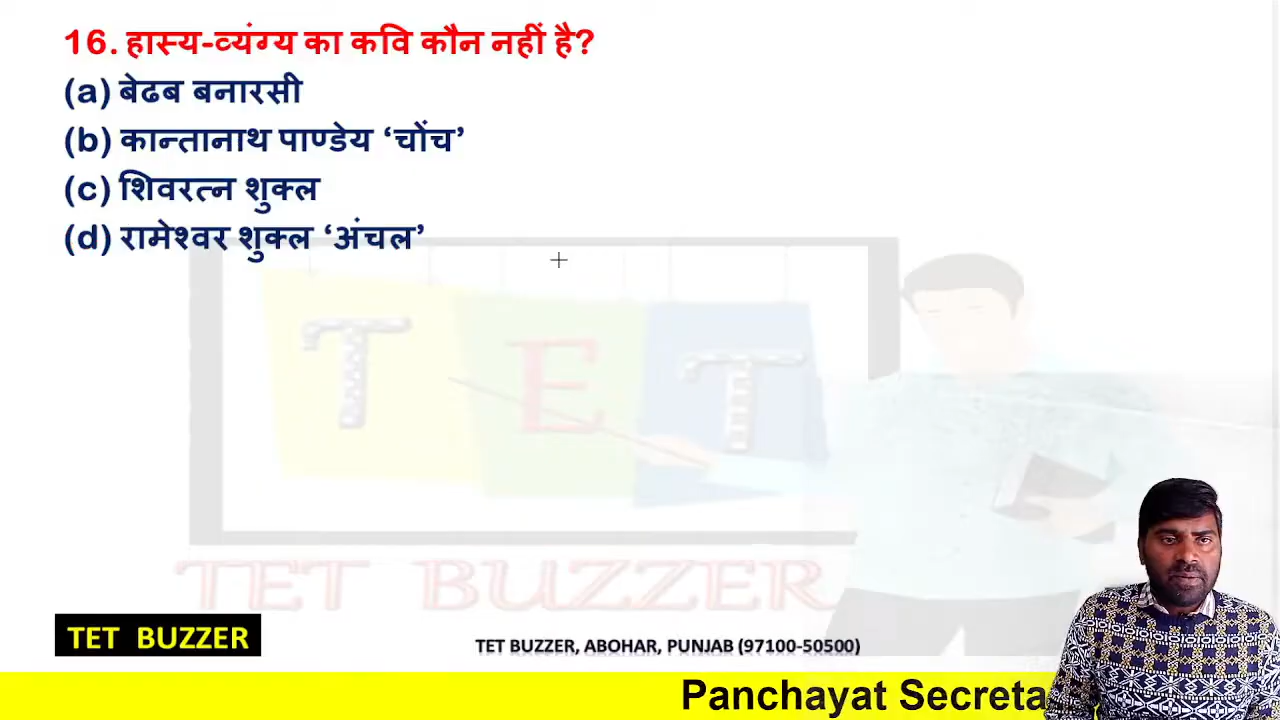 16. हास्य-व्यंग्य का कवि कौन नहीं है?
(a) बेढब बनारसी
(b) कान्तानाथ पाण्डेय ‘चोंच’
(c) शिवरत्न शुक्ल
(d) रामेश्वर शुक्ल ‘अंचल’
T E T
TET BUZZER
TET BUZZER
TET BUZZER, ABOHAR, PUNJAB (97100-50500)
Panchayat Secreta